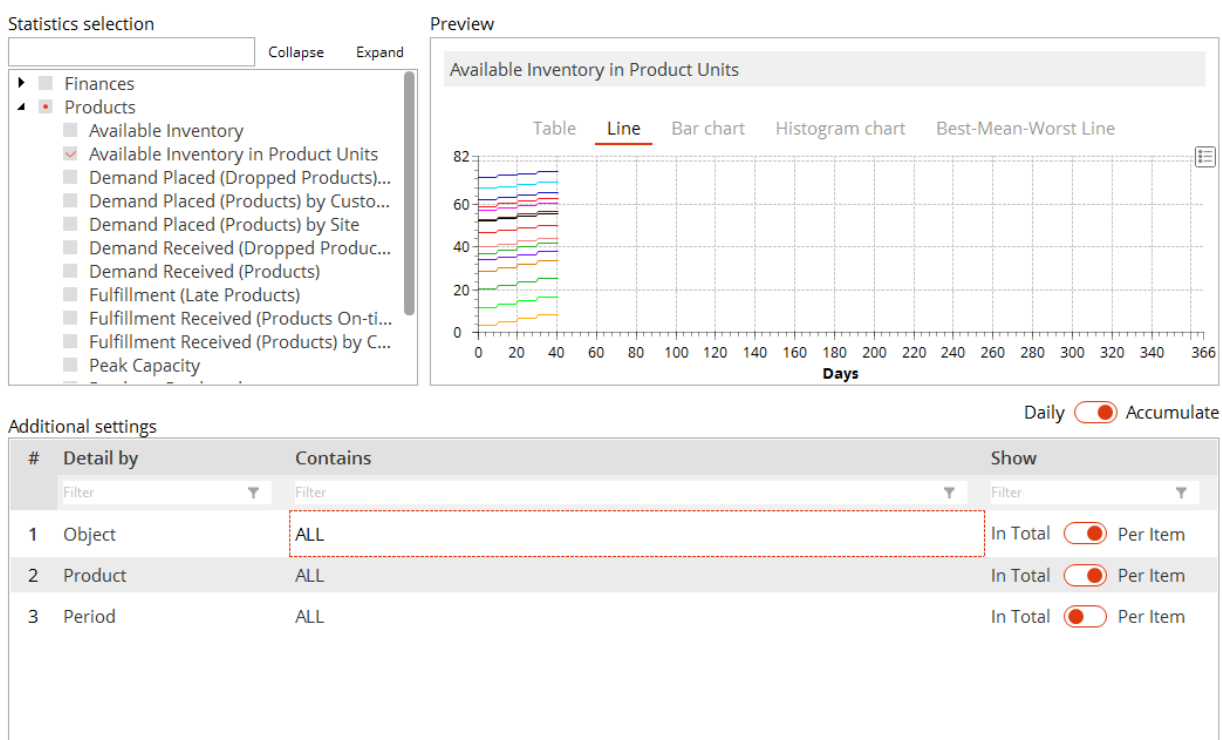 Statistics selection
Collapse Expand
Finances
Products
Available Inventory
Available Inventory in Product Units
Demand Placed (Dropped Products)...
Demand Placed (Products) by Custo...
Demand Placed (Products) by Site
Demand Received (Dropped Produc...
Demand Received (Products)
Fulfillment (Late Products)
Fulfillment Received (Products On-ti...
Fulfillment Received (Products) by C...
Peak Capacity
Preview
Available Inventory in Product Units
Table Line Bar chart Histogram chart Best-Mean-Worst Line
82
60
40
20
0
0 20 40 60 80 100 120 140 160 180 200 220 240 260 280 300 320 340 366
Days
Daily Accumulate
Additional settings
# Detail by Contains Show
Filter Filter Filter
1 Object ALL In Total Per Item
2 Product ALL In Total Per Item
3 Period ALL In Total Per Item